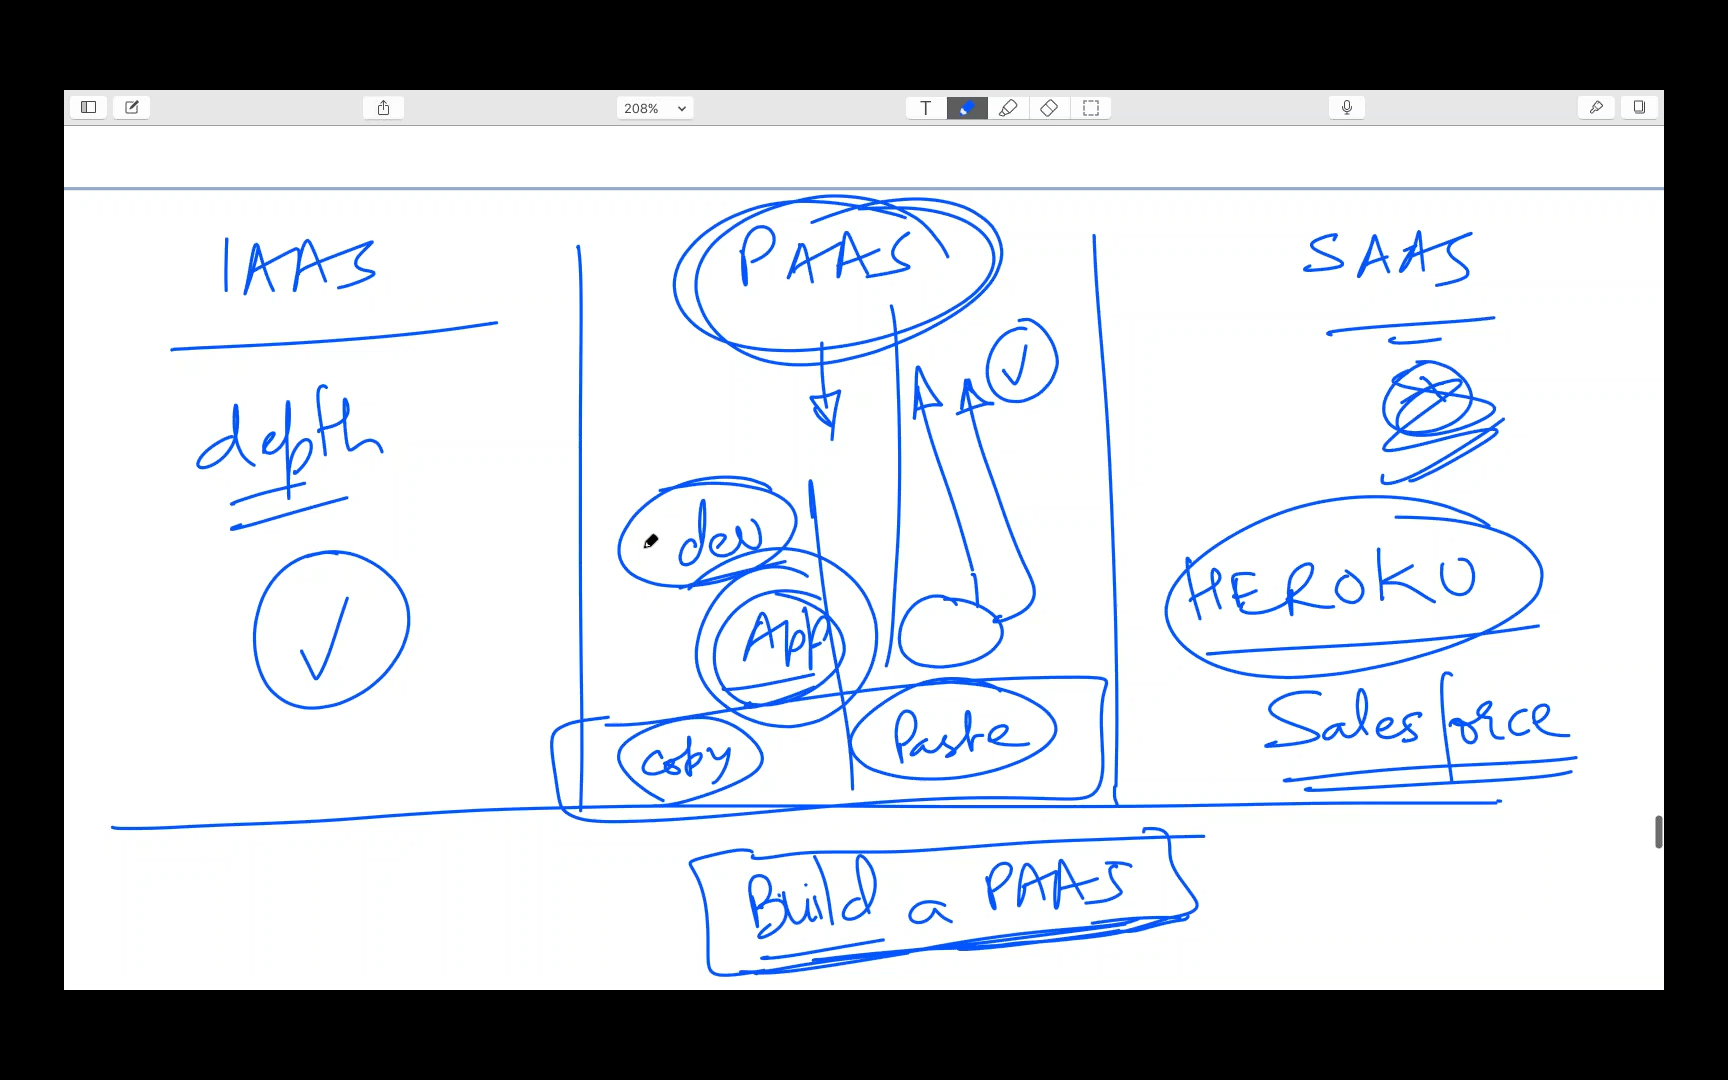 208%
T
IAAS
PAAS
SAAS
depth
dev
App
HEROKU
Salesforce
Copy
Paste
Build a PAAS